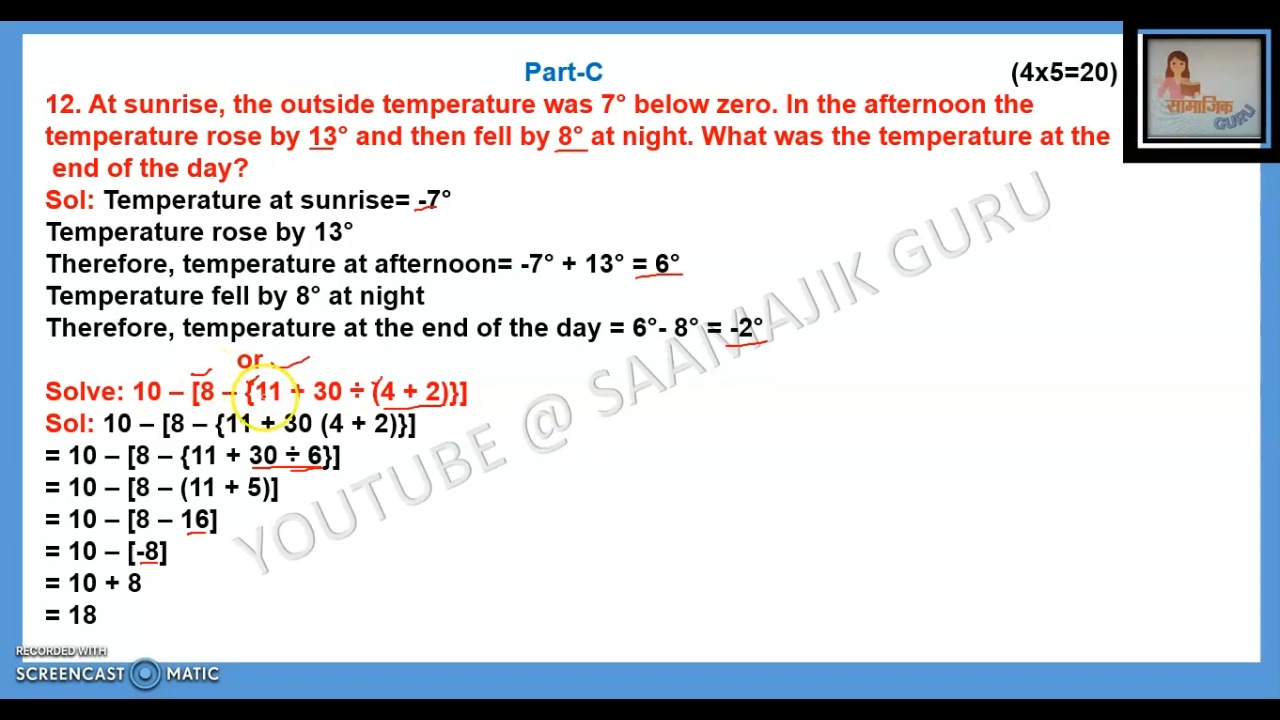 Part-C
(4x5=20)
12. At sunrise, the outside temperature was 7° below zero. In the afternoon the
temperature rose by 13° and then fell by 8° at night. What was the temperature at the
end of the day?
Sol: Temperature at sunrise= -7°
Temperature rose by 13°
Therefore, temperature at afternoon= -7° + 13° = 6°
Temperature fell by 8° at night
Therefore, temperature at the end of the day = 6°- 8° = -2°
or
Solve: 10 – [8 – {11 + 30 ÷ (4 + 2)}]
Sol: 10 – [8 – {11 + 30 (4 + 2)}]
= 10 – [8 – {11 + 30 ÷ 6}]
= 10 – [8 – (11 + 5)]
= 10 – [8 – 16]
= 10 – [-8]
= 10 + 8
= 18
YOUTUBE @ SAAMAJIK GURU
सामाजिक
GURU
RECORDED WITH
SCREENCAST MATIC